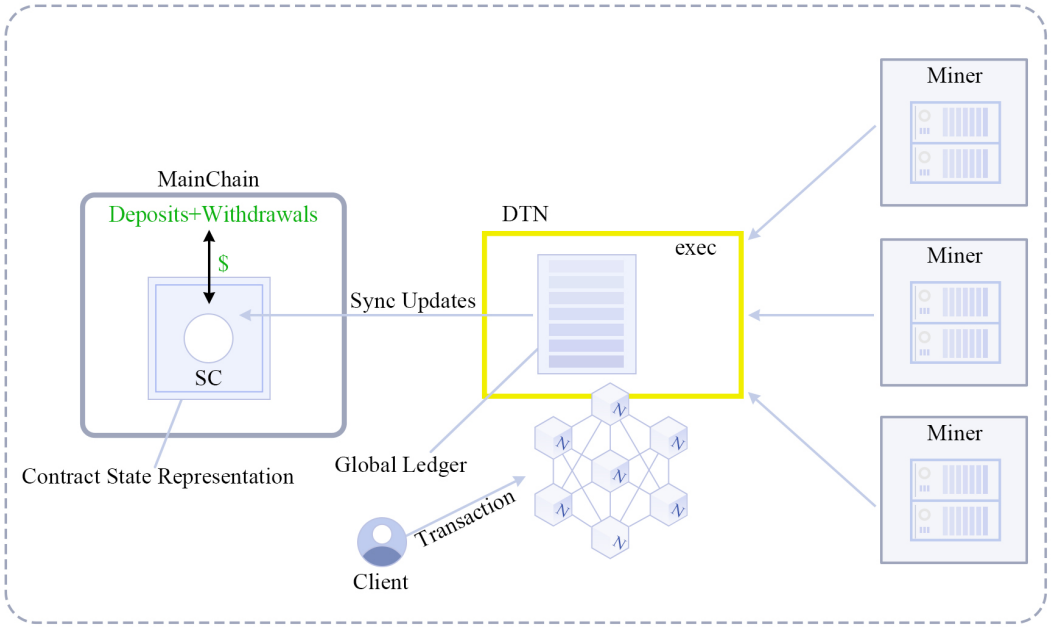 Miner
MainChain
Deposits+Withdrawals
DTN
exec
Miner
$
Sync Updates
SC
Miner
Global Ledger
Contract State Representation
N
N
N
N
N
N
N
Transaction
Client